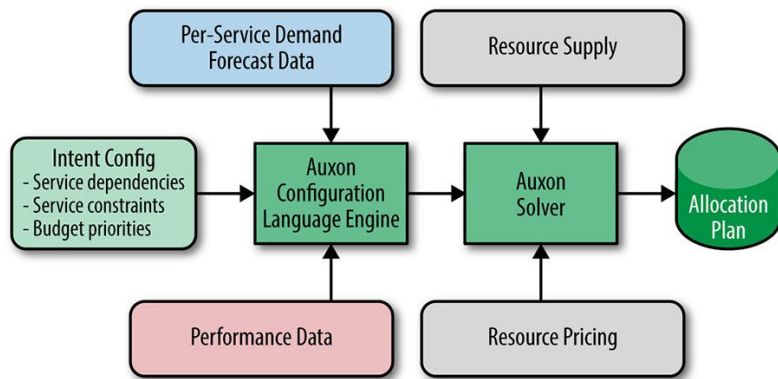 Per-Service Demand
Forecast Data
Resource Supply
Intent Config
- Service dependencies
- Service constraints
- Budget priorities
Auxon
Configuration
Language Engine
Auxon
Solver
Allocation
Plan
Performance Data
Resource Pricing